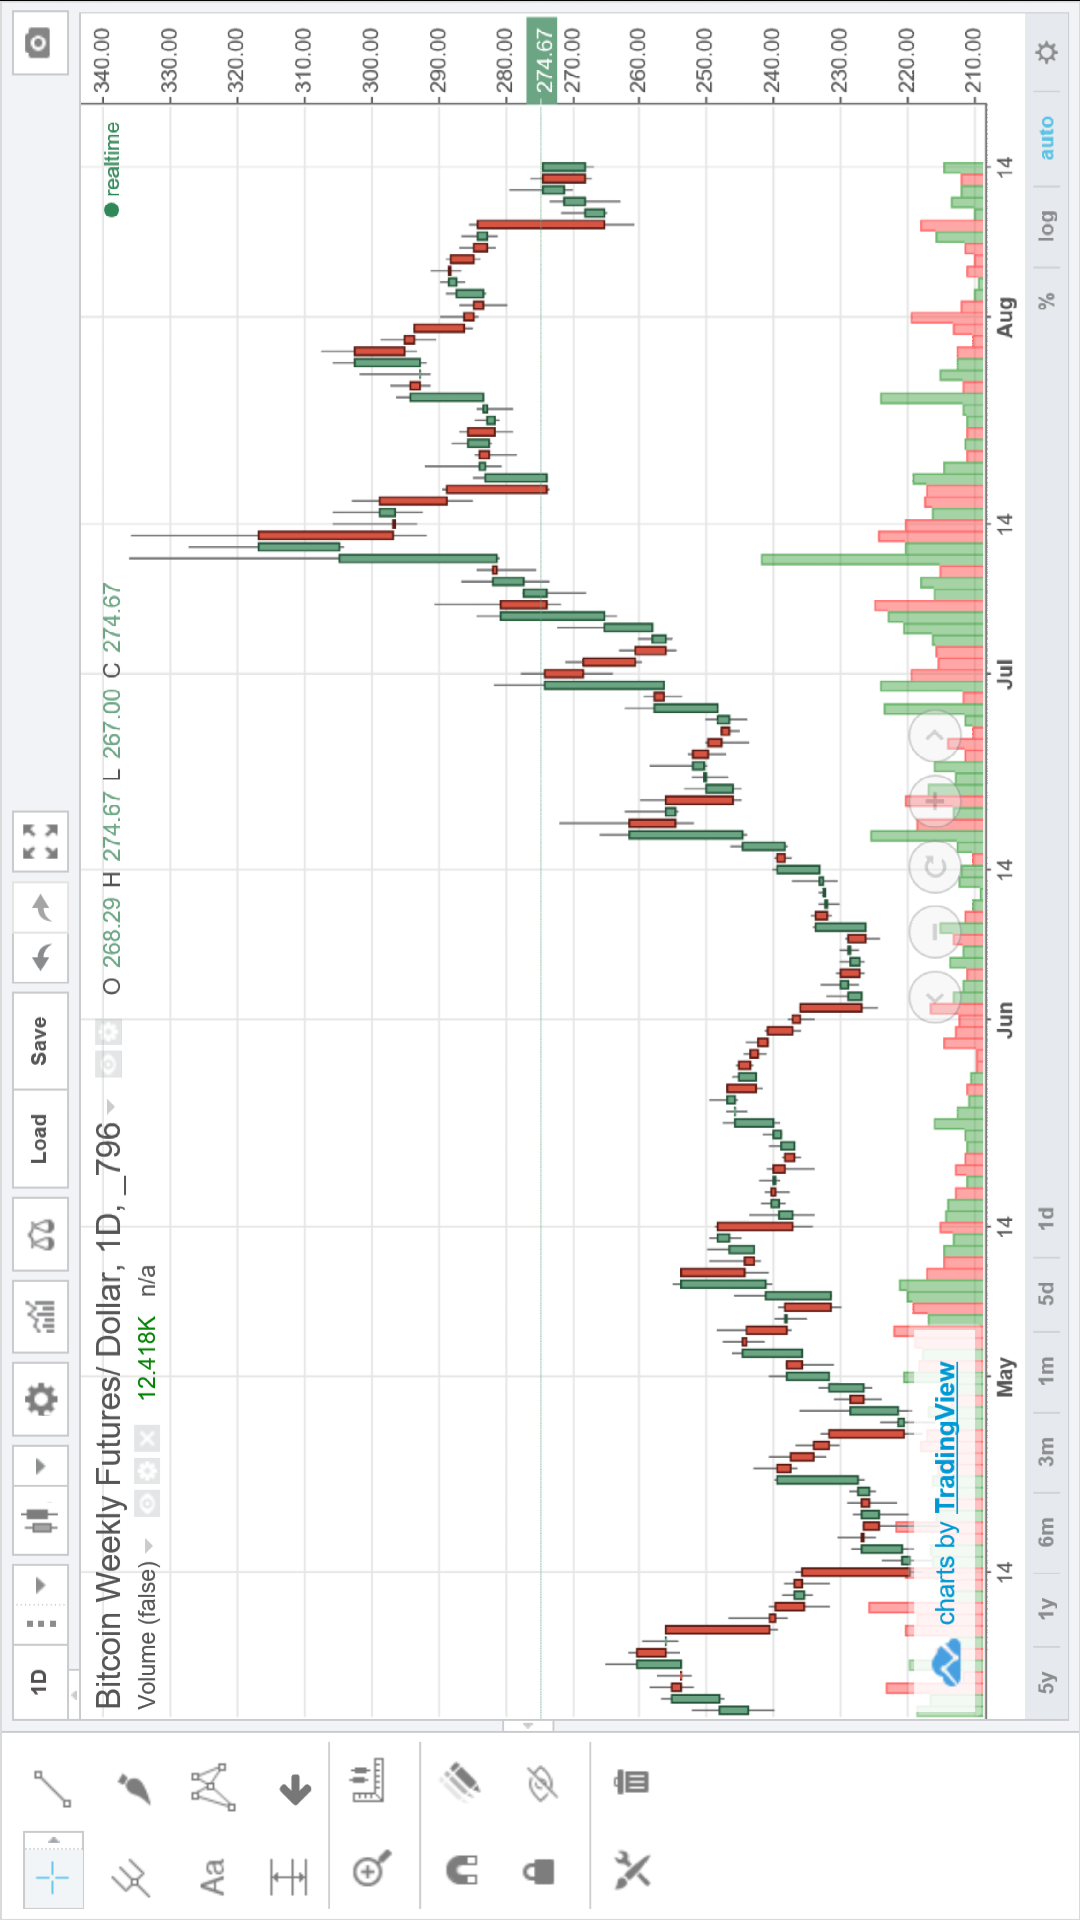 1D
Load
Save
Bitcoin Weekly Futures/ Dollar, 1D, _796
O 268.29 H 274.67 L 267.00 C 274.67
realtime
Volume (false)
12.418K n/a
340.00
330.00
320.00
310.00
300.00
290.00
280.00
274.67
270.00
260.00
250.00
240.00
230.00
220.00
210.00
charts by TradingView
14
May
14
Jun
14
Jul
14
Aug
14
5y 1y 6m 3m 1m 5d 1d
% log auto
Aa